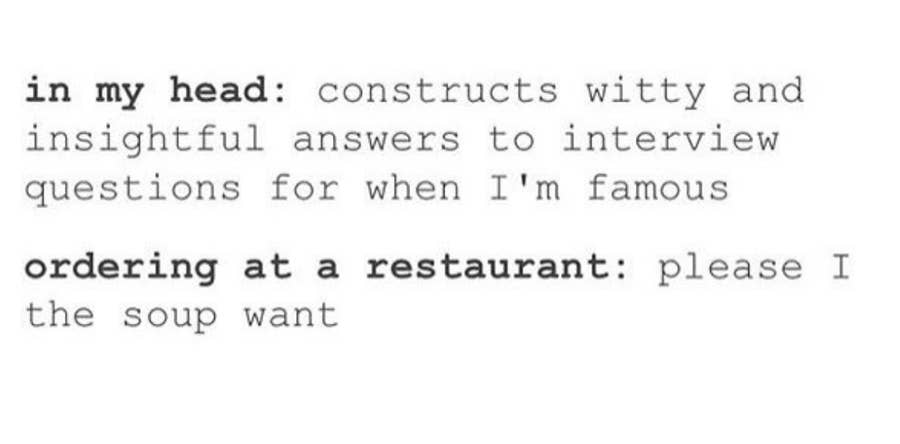 in my head: constructs witty and
insightful answers to interview
questions for when I'm famous
ordering at a restaurant: please I
the soup want